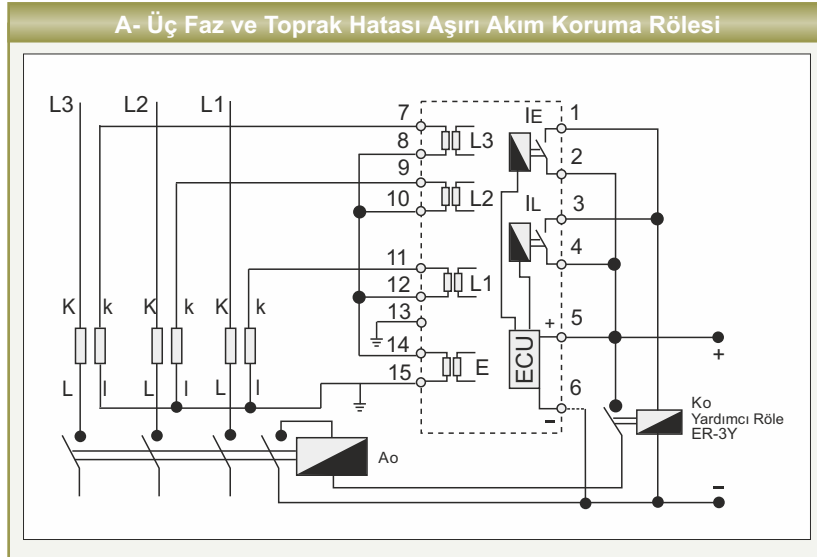 A- Üç Faz ve Toprak Hatası Aşırı Akım Koruma Rölesi
L3 L2 L1
7
8
9
10
11
12
13
14
15
L3
L2
L1
E
IE
IL
ECU
1
2
3
4
+ 5
6
-
+
-
K k K k K k
L l L l L l
Ao
Ko
Yardımcı Röle
ER-3Y